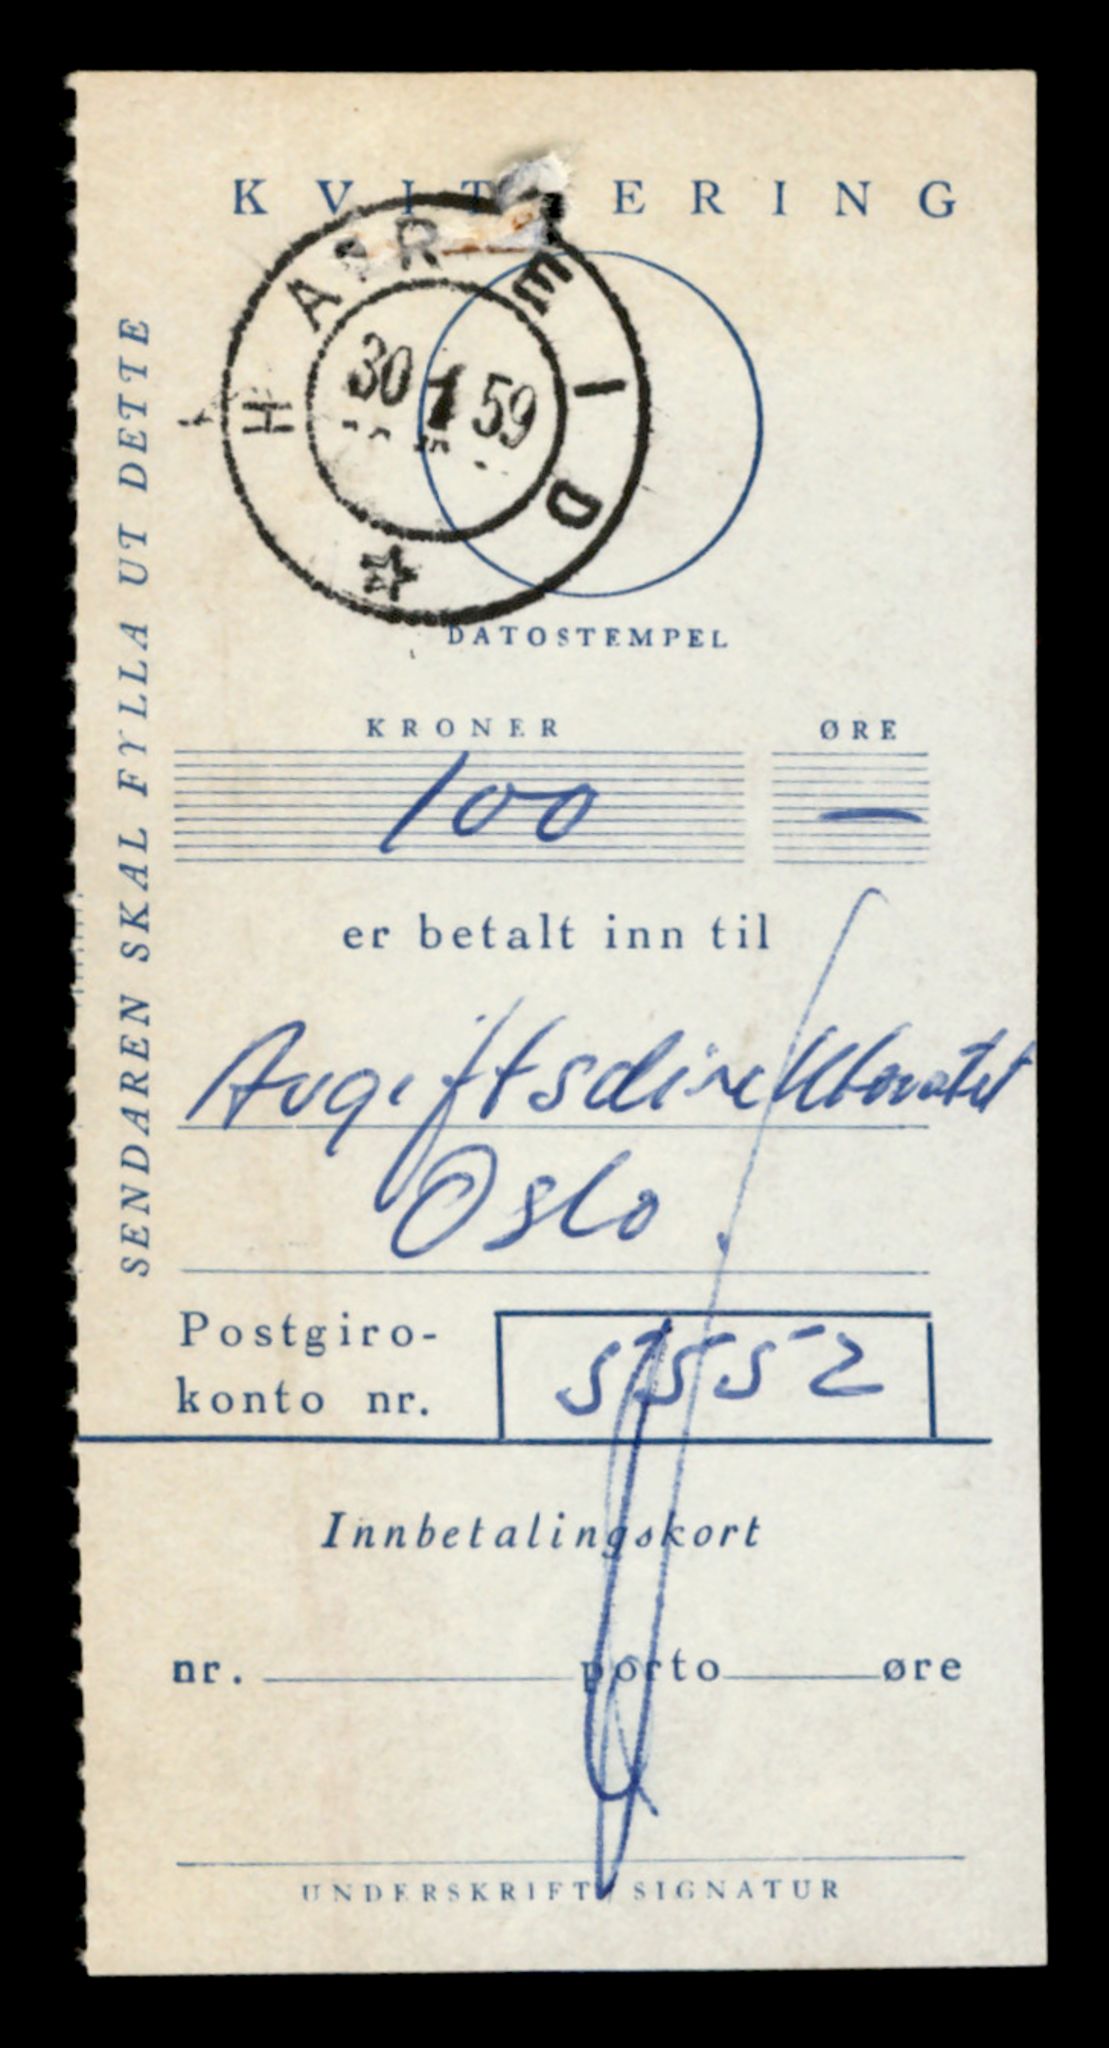 KVITTERING
HAREID
30 1 59
DATOSTEMPEL
SENDAREN SKAL FYLLA UT DETTE
KRONER ØRE
100 —
er betalt inn til
Avgiftsdirektoratet
Oslo.
Postgiro-
konto nr. 5552
Innbetalingskort
nr. porto øre
UNDERSKRIFT SIGNATUR